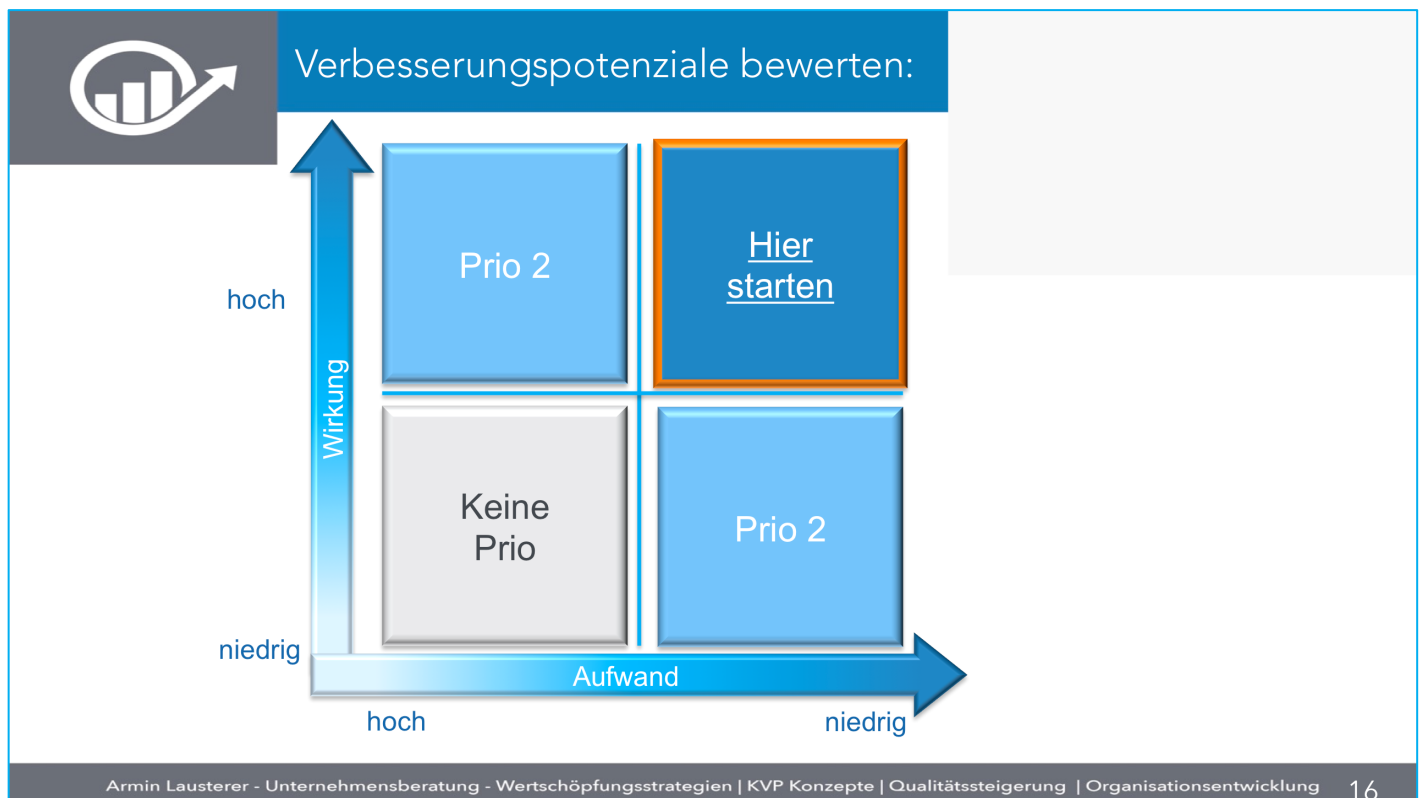 Verbesserungspotenziale bewerten:
Prio 2
Hier
starten
hoch
Wirkung
Keine
Prio
Prio 2
niedrig
Aufwand
hoch
niedrig
Armin Lausterer - Unternehmensberatung - Wertschöpfungsstrategien | KVP Konzepte | Qualitätssteigerung | Organisationsentwicklung 16